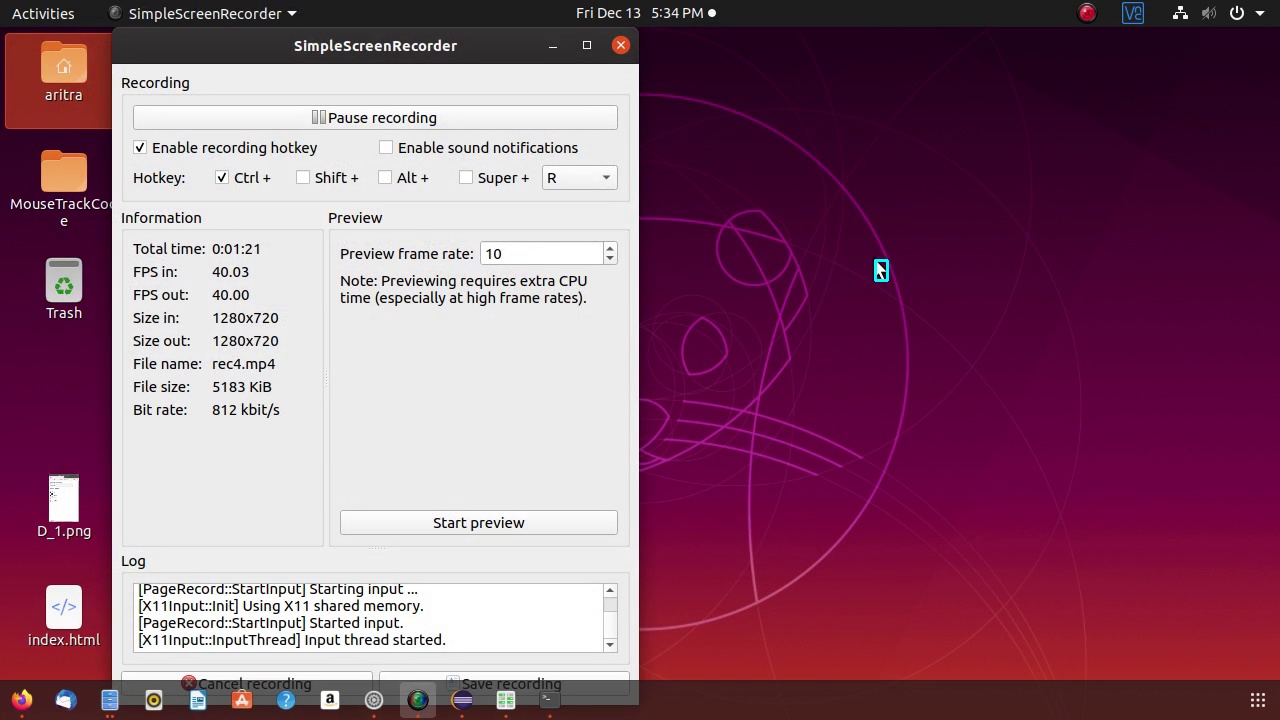 Activities
SimpleScreenRecorder
Fri Dec 13 5:34 PM
SimpleScreenRecorder
aritra
MouseTrackCod
e
Trash
D_1.png
index.html
Recording
Pause recording
Enable recording hotkey
Enable sound notifications
Hotkey: Ctrl + Shift + Alt + Super + R
Information
Total time: 0:01:21
FPS in: 40.03
FPS out: 40.00
Size in: 1280x720
Size out: 1280x720
File name: rec4.mp4
File size: 5183 KiB
Bit rate: 812 kbit/s
Preview
Preview frame rate: 10
Note: Previewing requires extra CPU
time (especially at high frame rates).
Start preview
Log
[PageRecord::StartInput] Starting input ...
[X11Input::Init] Using X11 shared memory.
[PageRecord::StartInput] Started input.
[X11Input::InputThread] Input thread started.
Cancel recording
Save recording